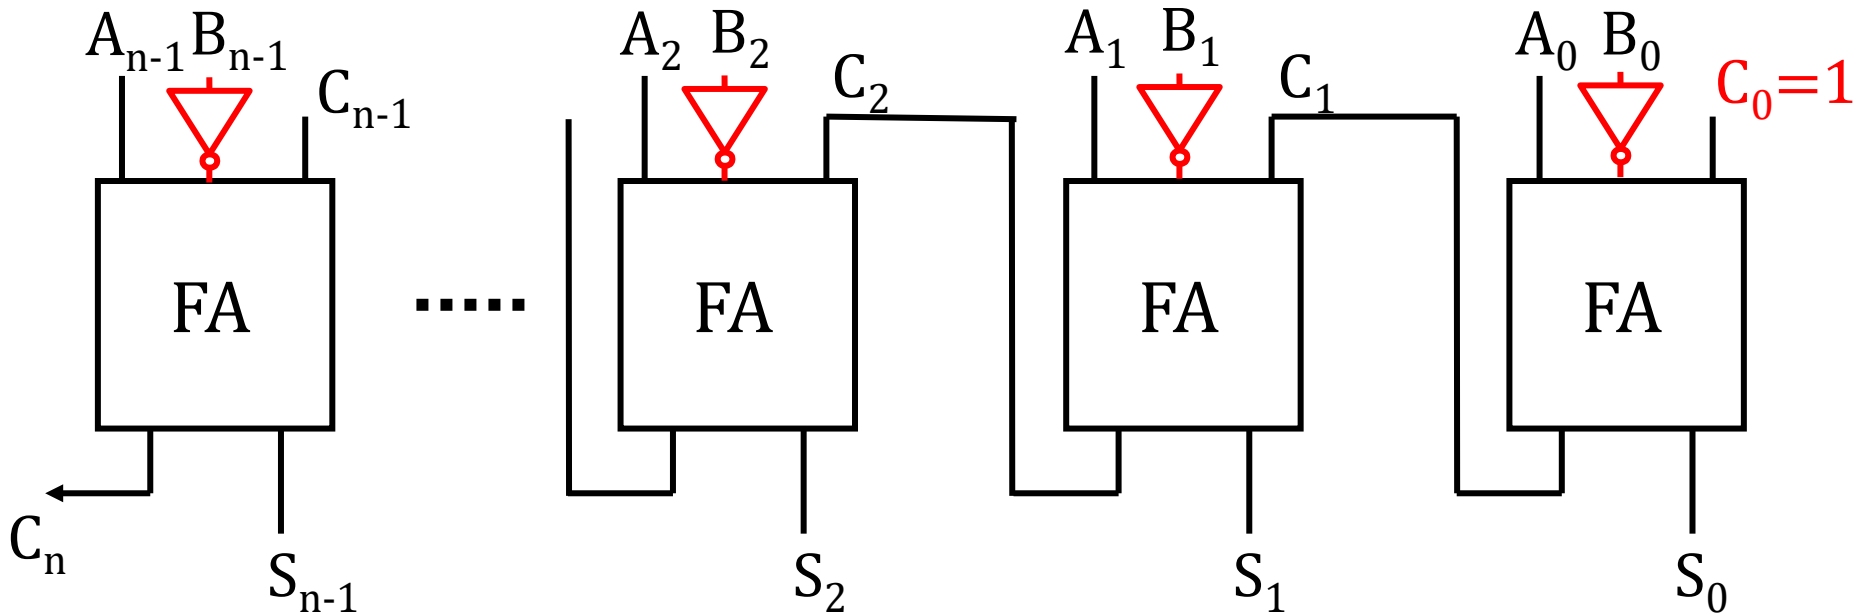 Aₙ₋₁ Bₙ₋₁ Cₙ₋₁ A₂ B₂ C₂ A₁ B₁ C₁ A₀ B₀ C₀=1
FA ..... FA FA FA
Cₙ Sₙ₋₁ S₂ S₁ S₀